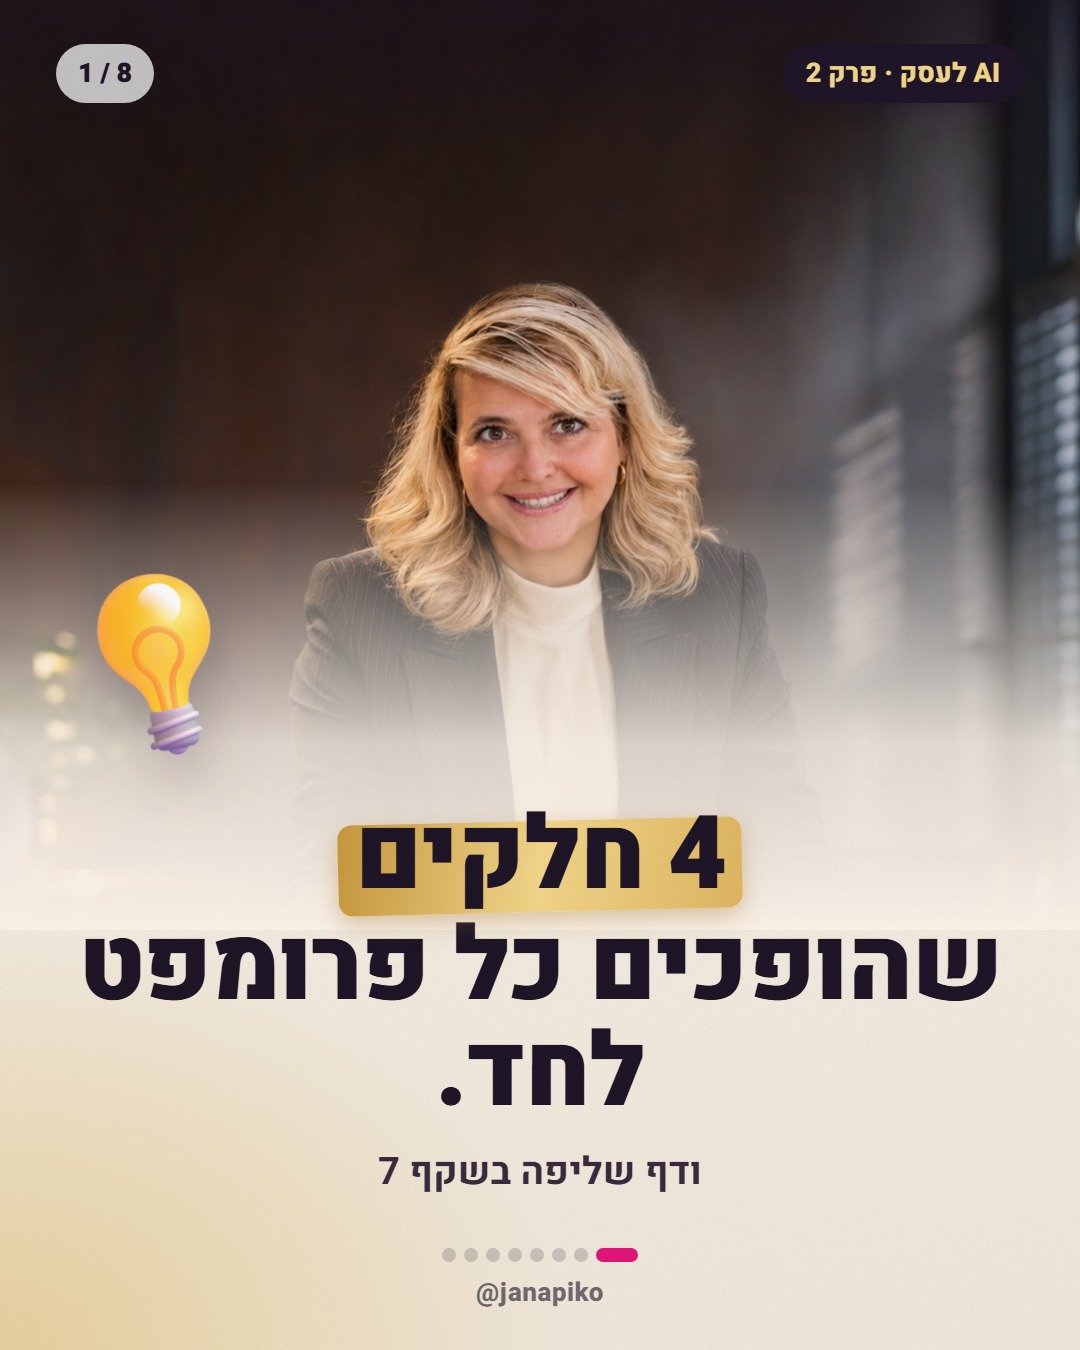 AI לעסק · פרק 2
1 / 8
4 חלקים
שהופכים כל פרומפט
לחד.
ודף שליפה בשקף 7
@janapiko